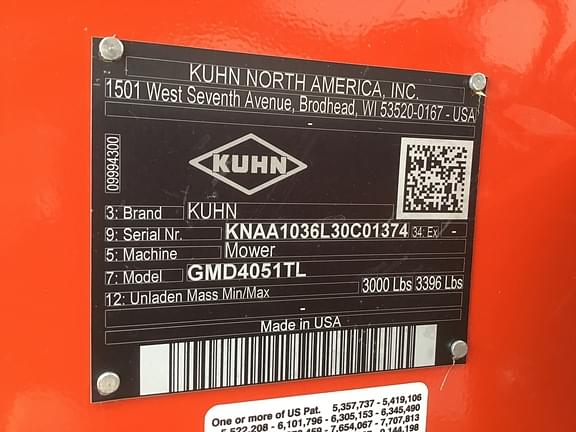 KUHN NORTH AMERICA, INC.
1501 West Seventh Avenue, Brodhead, WI 53520-0167 - USA
-
09994300
KUHN
3: Brand KUHN
9: Serial Nr. KNAA1036L30C01374 34: Ex -
5: Machine Mower
7: Model GMD4051TL
12: Unladen Mass Min/Max 3000 Lbs 3396 Lbs
-
Made in USA
One or more of US Pat. 5,357,737 - 5,419,106
5,522,208 - 6,101,796 - 6,305,153 - 6,345,490
- 7,654,067 - 7,707,813